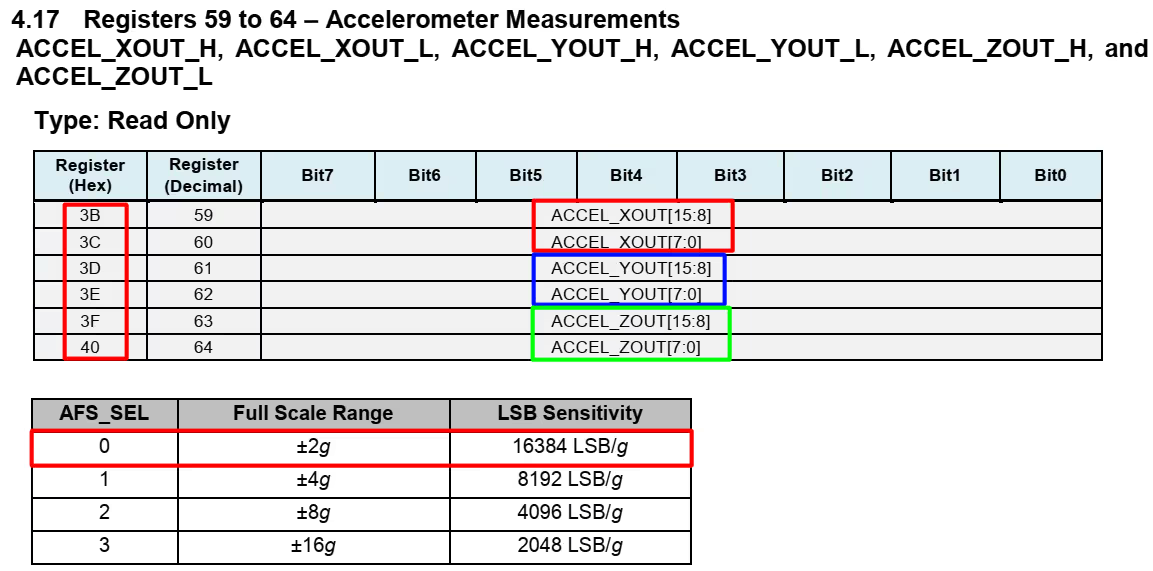 4.17 Registers 59 to 64 – Accelerometer Measurements
ACCEL_XOUT_H, ACCEL_XOUT_L, ACCEL_YOUT_H, ACCEL_YOUT_L, ACCEL_ZOUT_H, and
ACCEL_ZOUT_L
Type: Read Only
Register (Hex) Register (Decimal) Bit7 Bit6 Bit5 Bit4 Bit3 Bit2 Bit1 Bit0
3B 59 ACCEL_XOUT[15:8]
3C 60 ACCEL_XOUT[7:0]
3D 61 ACCEL_YOUT[15:8]
3E 62 ACCEL_YOUT[7:0]
3F 63 ACCEL_ZOUT[15:8]
40 64 ACCEL_ZOUT[7:0]
AFS_SEL Full Scale Range LSB Sensitivity
0 ±2g 16384 LSB/g
1 ±4g 8192 LSB/g
2 ±8g 4096 LSB/g
3 ±16g 2048 LSB/g